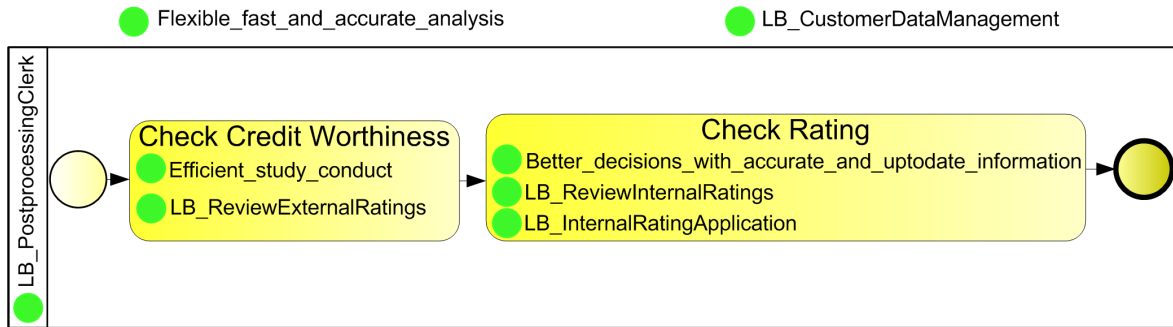 Flexible_fast_and_accurate_analysis
LB_CustomerDataManagement
LB_PostprocessingClerk
Check Credit Worthiness
Efficient_study_conduct
LB_ReviewExternalRatings
Check Rating
Better_decisions_with_accurate_and_uptodate_information
LB_ReviewInternalRatings
LB_InternalRatingApplication